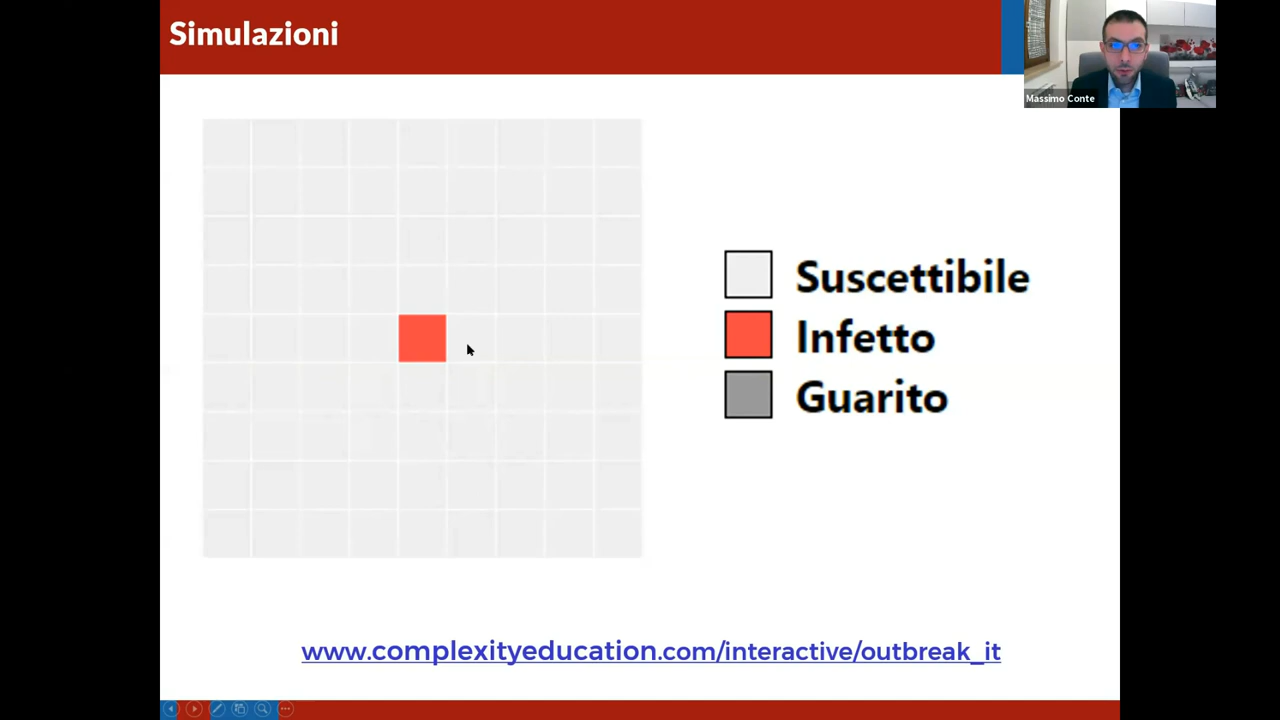 Simulazioni
Massimo Conte
Suscettibile
Infetto
Guarito
www.complexityeducation.com/interactive/outbreak_it